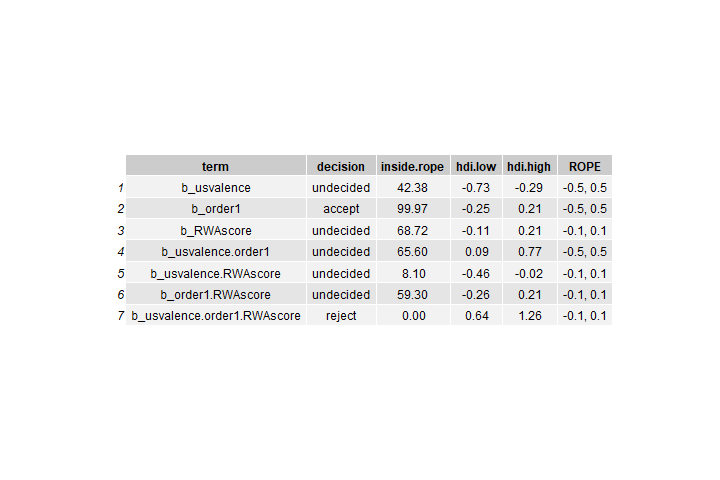 term decision inside.rope hdi.low hdi.high ROPE
1 b_usvalence undecided 42.38 -0.73 -0.29 -0.5, 0.5
2 b_order1 accept 99.97 -0.25 0.21 -0.5, 0.5
3 b_RWAscore undecided 68.72 -0.11 0.21 -0.1, 0.1
4 b_usvalence.order1 undecided 65.60 0.09 0.77 -0.5, 0.5
5 b_usvalence.RWAscore undecided 8.10 -0.46 -0.02 -0.1, 0.1
6 b_order1.RWAscore undecided 59.30 -0.26 0.21 -0.1, 0.1
7 b_usvalence.order1.RWAscore reject 0.00 0.64 1.26 -0.1, 0.1